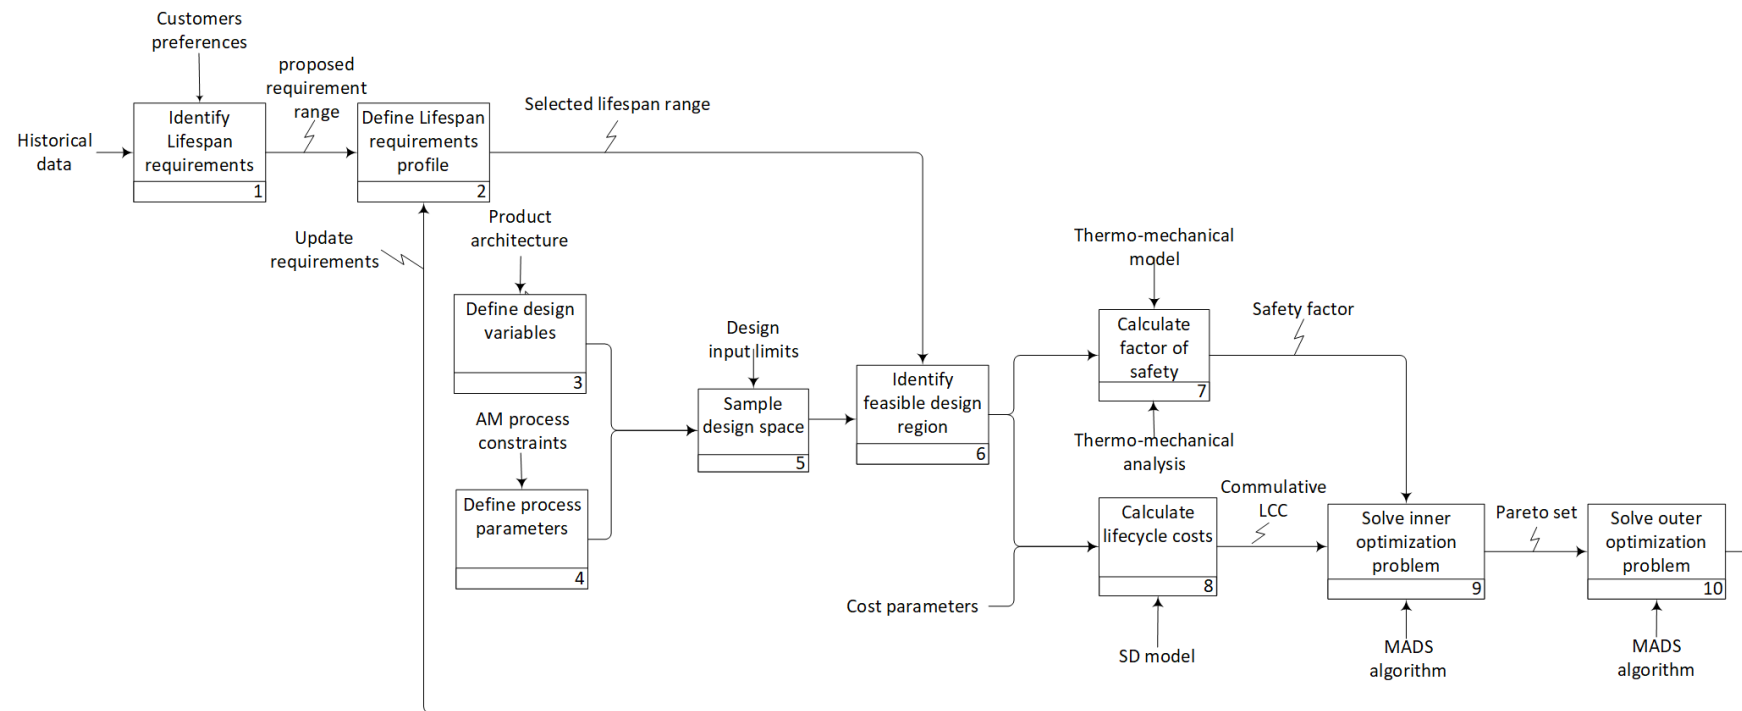 Customers
preferences
proposed
requirement
range
Selected lifespan range
Historical
data
Identify
Lifespan
requirements
1
Define Lifespan
requirements
profile
2
Update
requirements
Product
architecture
Define design
variables
3
AM process
constraints
Define process
parameters
4
Design
input limits
Sample
design space
5
Identify
feasible design
region
6
Thermo-mechanical
model
Calculate
factor of
safety
7
Thermo-mechanical
analysis
Safety factor
Cost parameters
Calculate
lifecycle costs
8
SD model
Commulative
LCC
Solve inner
optimization
problem
9
MADS
algorithm
Pareto set
Solve outer
optimization
problem
10
MADS
algorithm